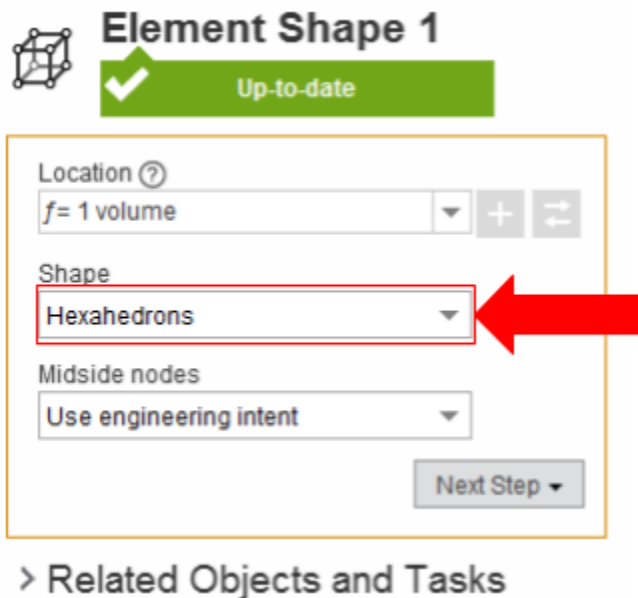 Element Shape 1
Up-to-date
Location ?
ƒ= 1 volume
Shape
Hexahedrons
Midside nodes
Use engineering intent
Next Step
> Related Objects and Tasks